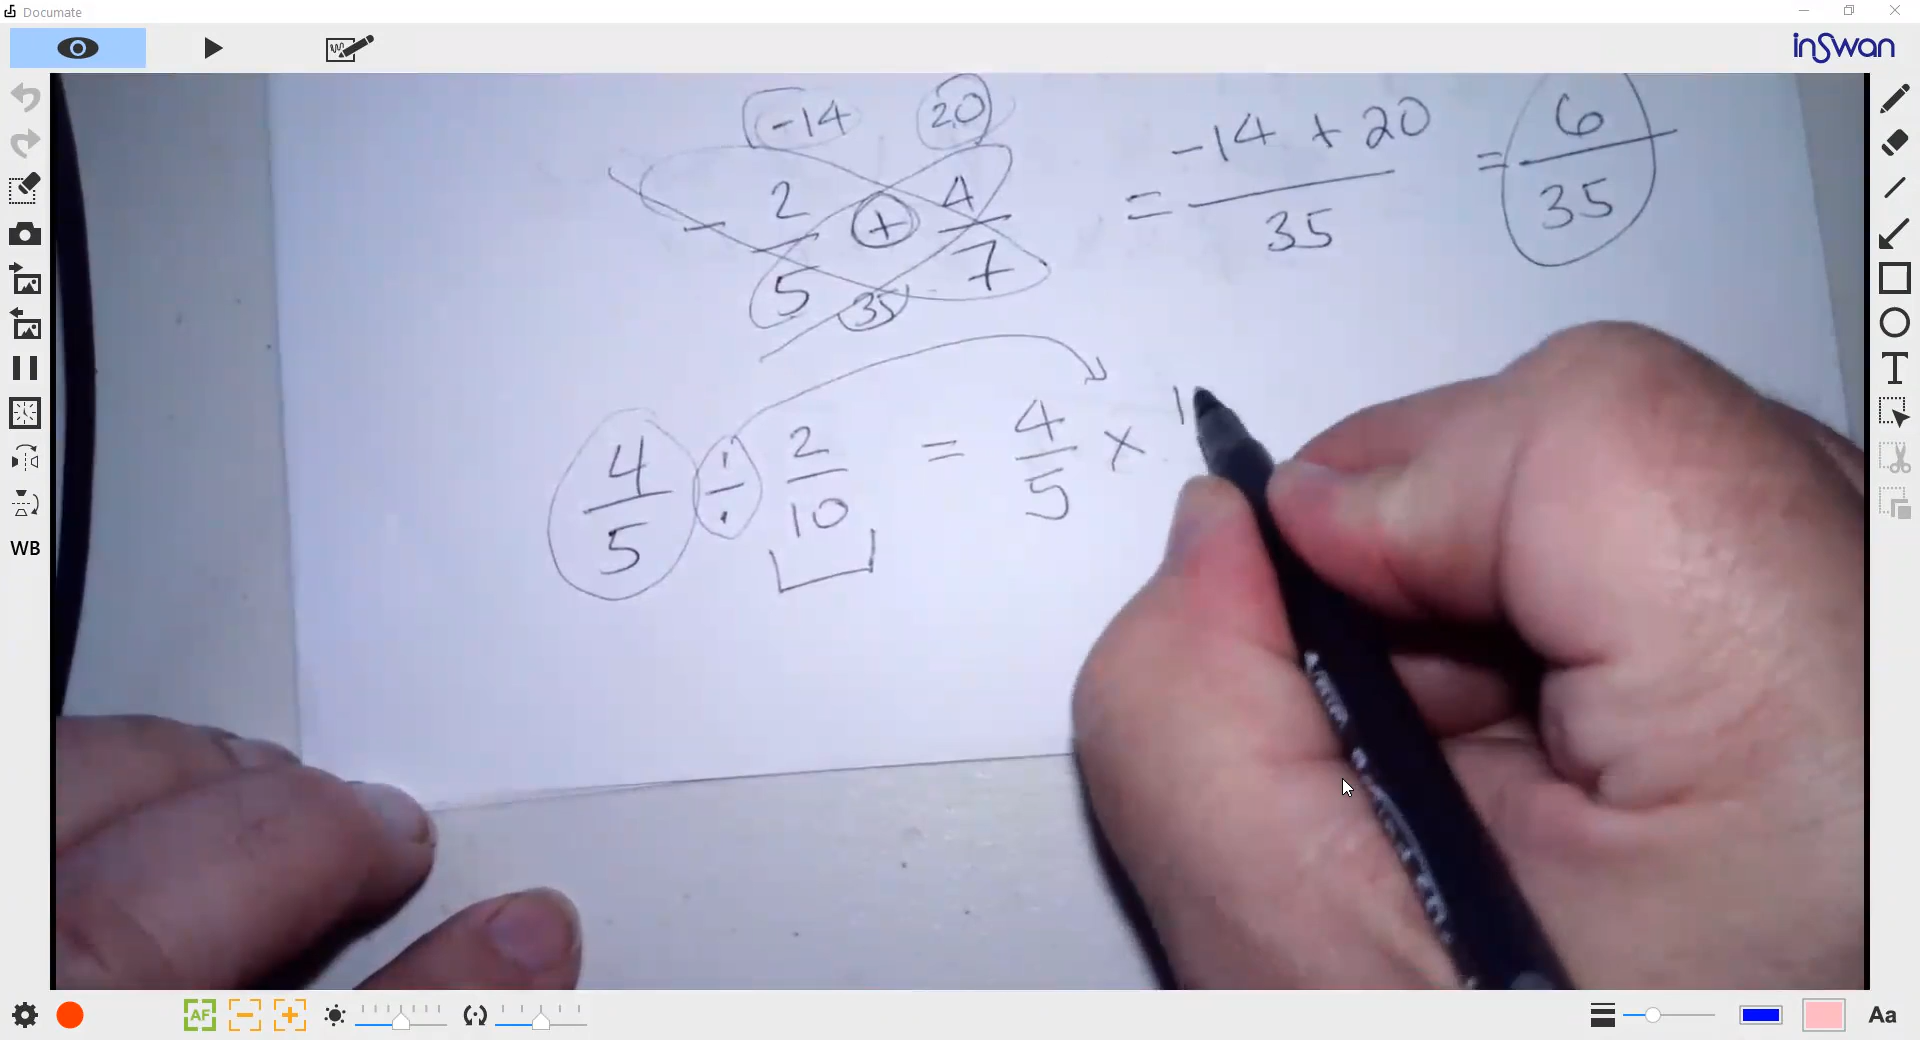 Documate
inSwan
-14 20
- 2/5 + 4/7 = -14 + 20 / 35 = 6/35
35
4/5 ÷ 2/10 = 4/5 × 1
T
WB
AF
Aa